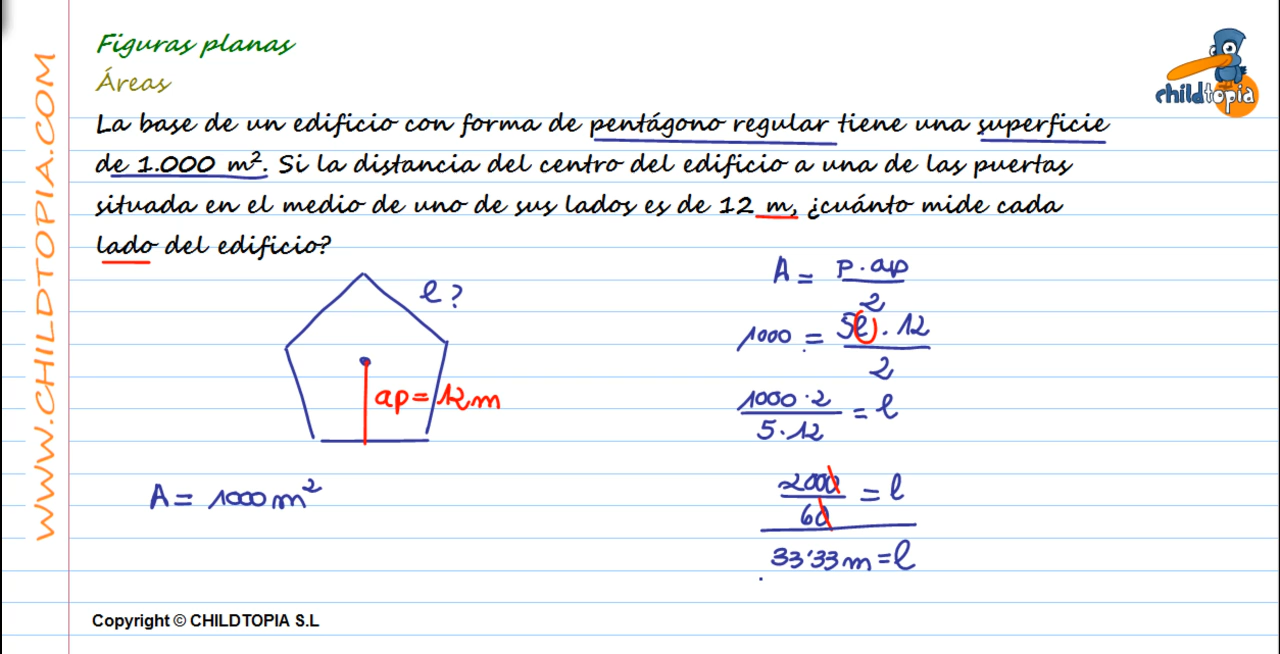 Figuras planas
Áreas
childtopia
WWW.CHILDTOPIA.COM
La base de un edificio con forma de pentágono regular tiene una superficie
de 1.000 m². Si la distancia del centro del edificio a una de las puertas
situada en el medio de uno de sus lados es de 12 m, ¿cuánto mide cada
lado del edificio?
l?
ap = 12m
A = 1000 m²
A = P · ap / 2
1000 = 5l · 12 / 2
1000 · 2 / 5 · 12 = l
2000 / 60 = l
33'33 m = l
Copyright © CHILDTOPIA S.L